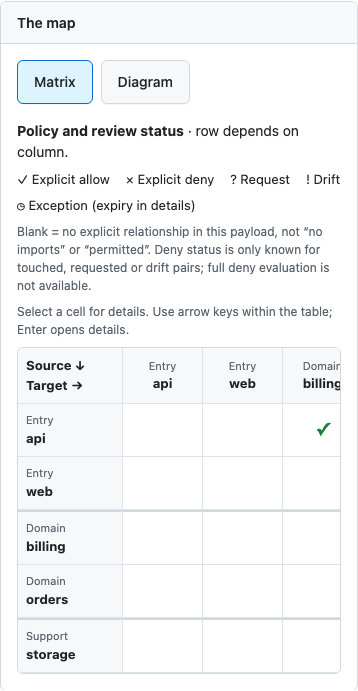 The map
Matrix
Diagram
Policy and review status · row depends on
column.
✓ Explicit allow × Explicit deny ? Request ! Drift
◷ Exception (expiry in details)
Blank = no explicit relationship in this payload, not “no
imports” or “permitted”. Deny status is only known for
touched, requested or drift pairs; full deny evaluation is
not available.
Select a cell for details. Use arrow keys within the table;
Enter opens details.
Source ↓
Target →
Entry
api
Entry
web
Domain
billing
Entry
api
✓
Entry
web
Domain
billing
Domain
orders
Support
storage